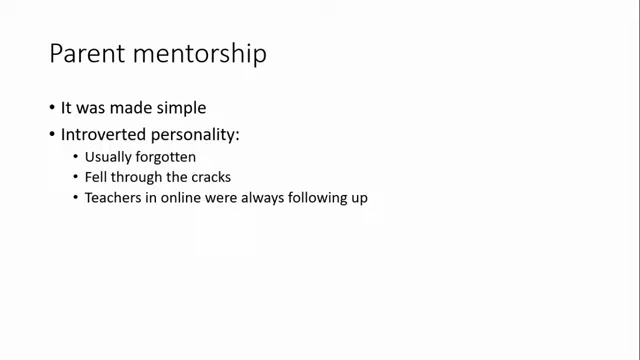 Parent mentorship
• It was made simple
• Introverted personality:
• Usually forgotten
• Fell through the cracks
• Teachers in online were always following up